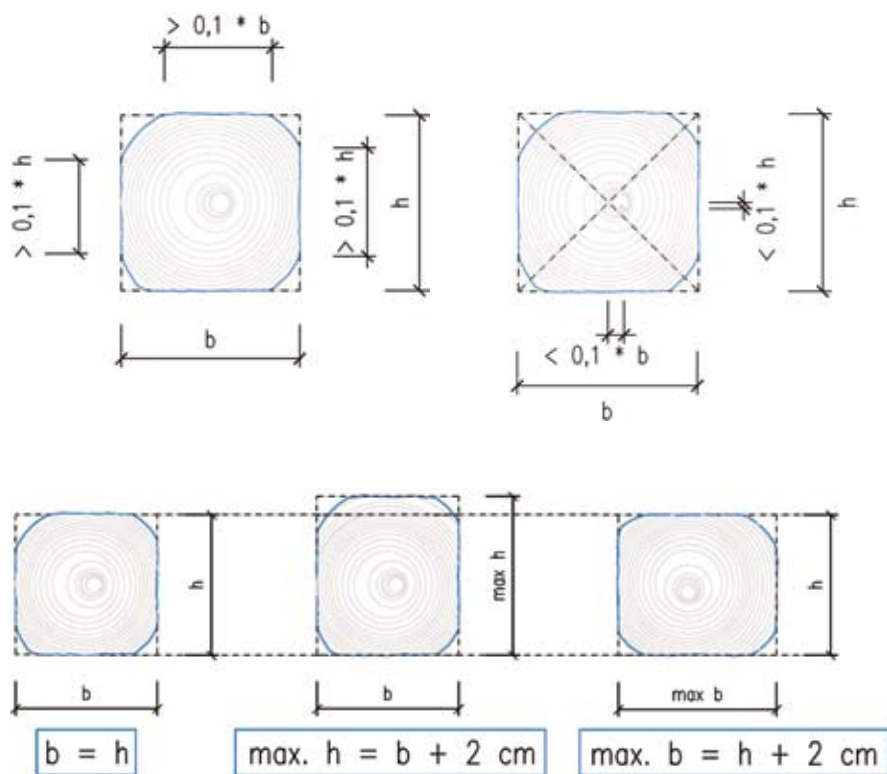 > 0,1 * b
> 0,1 * h
> 0,1 * h
h
b
< 0,1 * h
h
< 0,1 * b
b
h
b
max h
b
h
max b
b = h
max. h = b + 2 cm
max. b = h + 2 cm